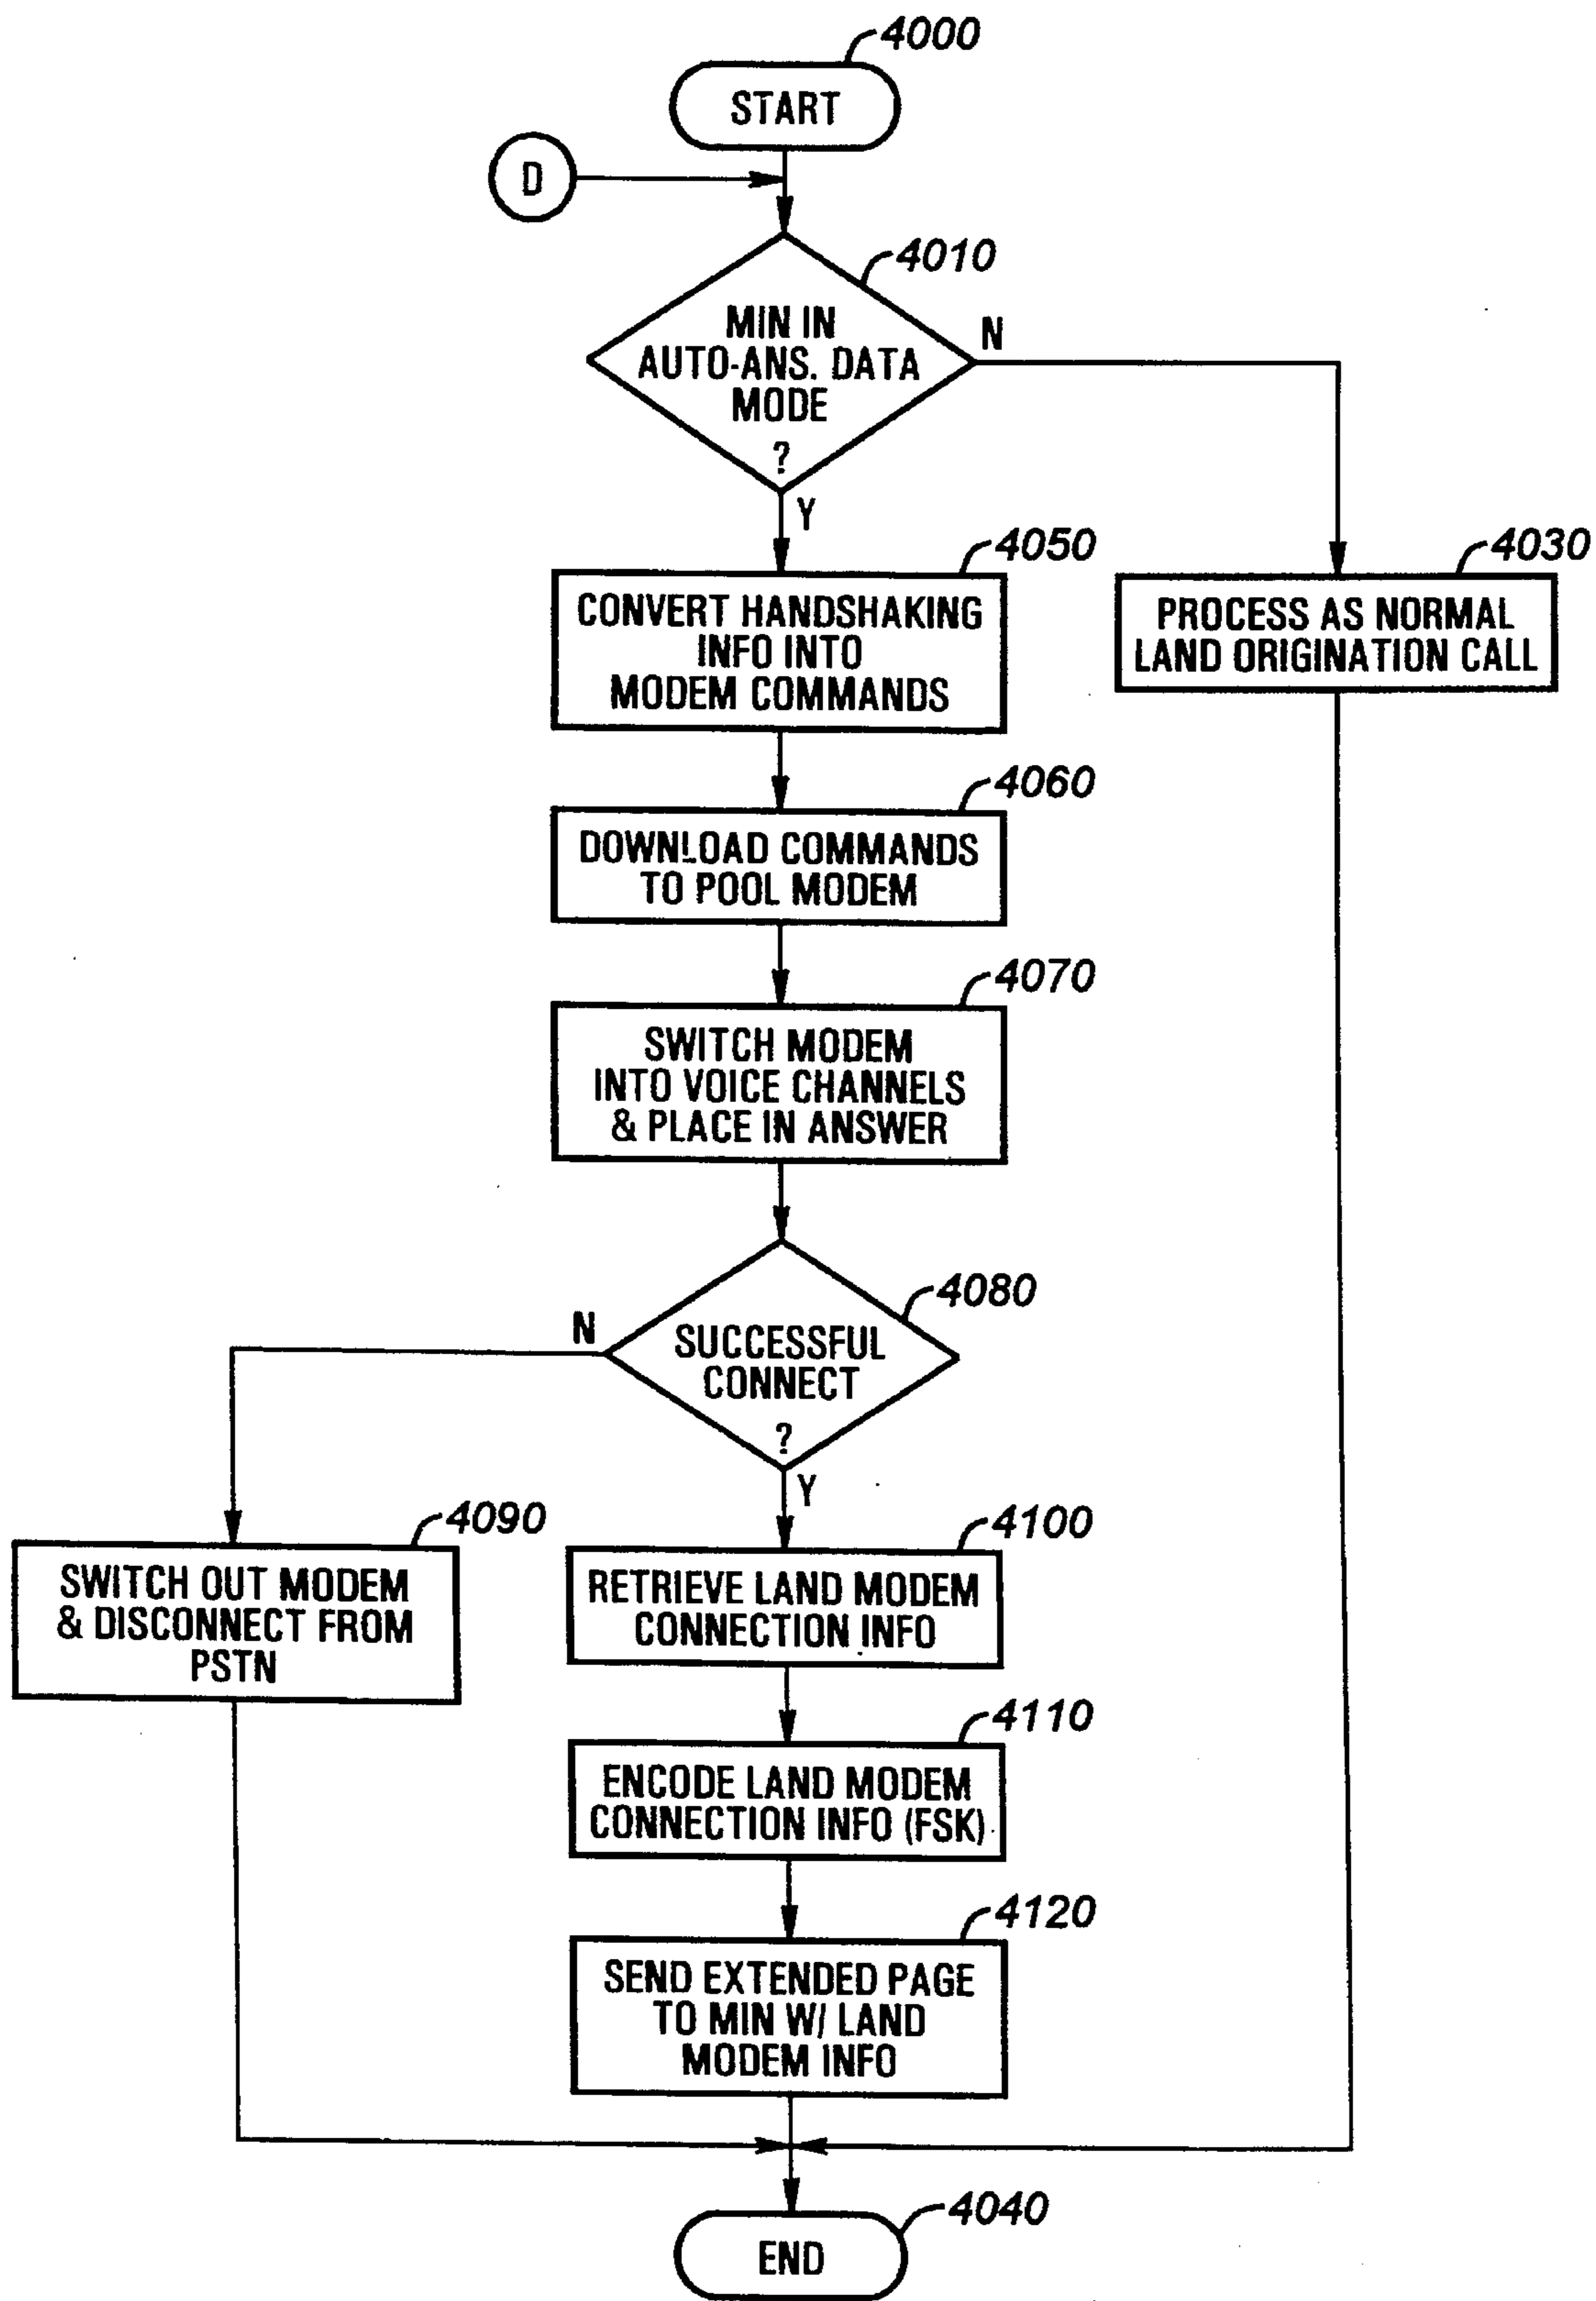 4000
START
D
4010
MIN IN
AUTO-ANS. DATA
MODE
?
N
Y
4050
CONVERT HANDSHAKING
INFO INTO
MODEM COMMANDS
4030
PROCESS AS NORMAL
LAND ORIGINATION CALL
4060
DOWNLOAD COMMANDS
TO POOL MODEM
4070
SWITCH MODEM
INTO VOICE CHANNELS
& PLACE IN ANSWER
4080
SUCCESSFUL
CONNECT
?
N
Y
4090
SWITCH OUT MODEM
& DISCONNECT FROM
PSTN
4100
RETRIEVE LAND MODEM
CONNECTION INFO
4110
ENCODE LAND MODEM
CONNECTION INFO (FSK)
4120
SEND EXTENDED PAGE
TO MIN W/ LAND
MODEM INFO
4040
END